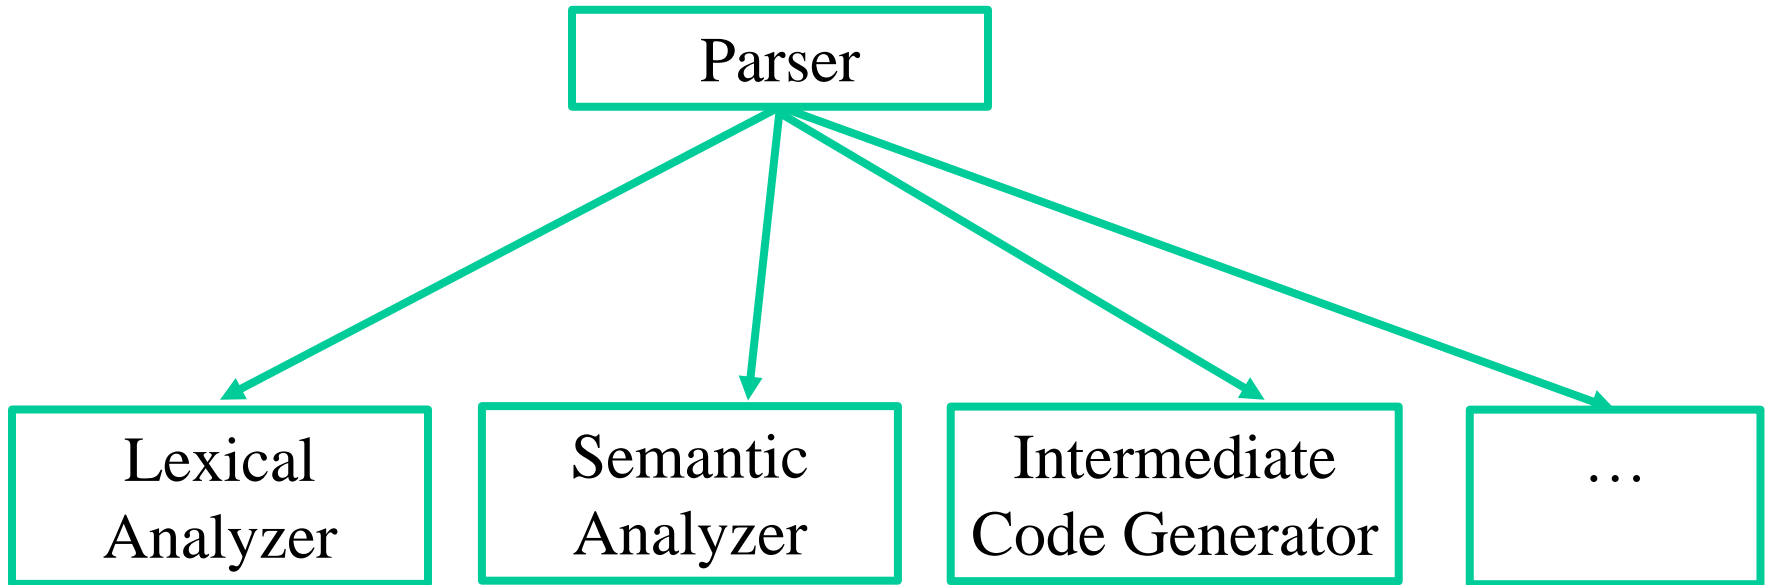 Parser
Lexical
Analyzer
Semantic
Analyzer
Intermediate
Code Generator
…